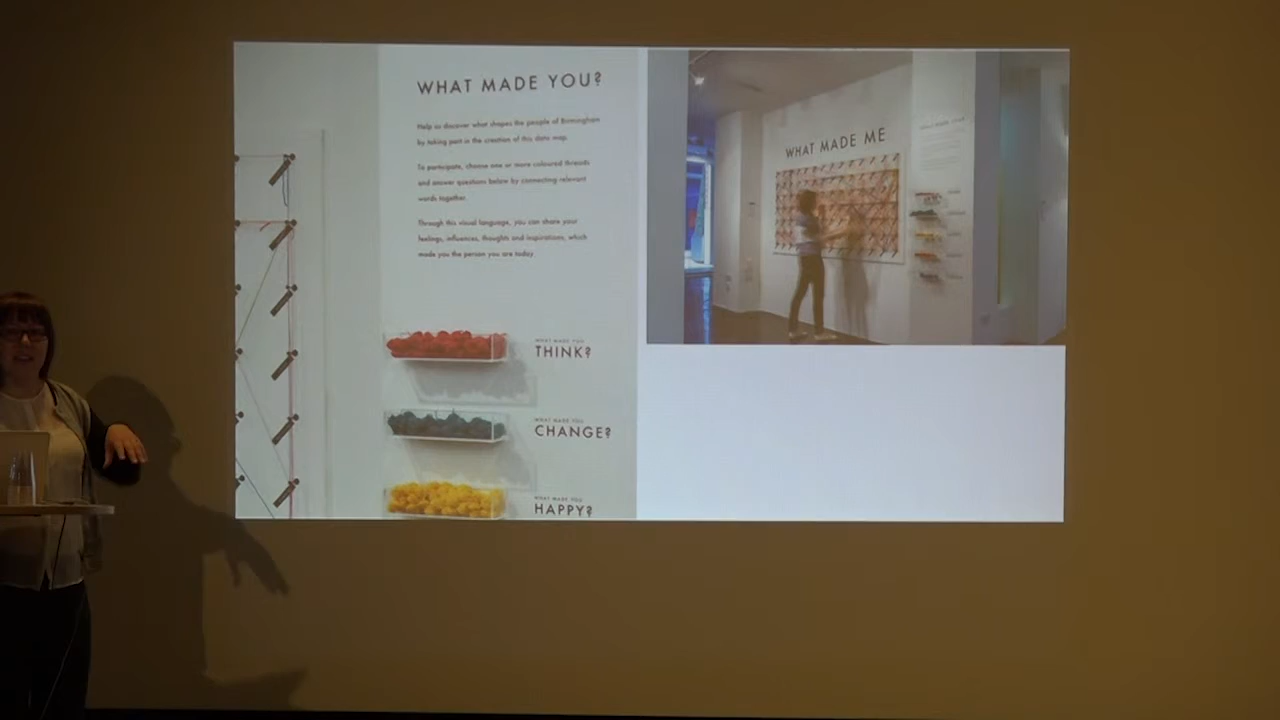 WHAT MADE YOU?
Help us discover what shapes the people of Birmingham
by taking part in the creation of this data map.
To participate, choose one or more coloured threads
and answer questions below by connecting relevant
words together.
Through this visual language, you can share your
feelings, influences, thoughts and inspirations, which
made you the person you are today
WHAT MADE YOU
THINK?
WHAT MADE YOU
CHANGE?
WHAT MADE YOU
HAPPY?
WHAT MADE ME